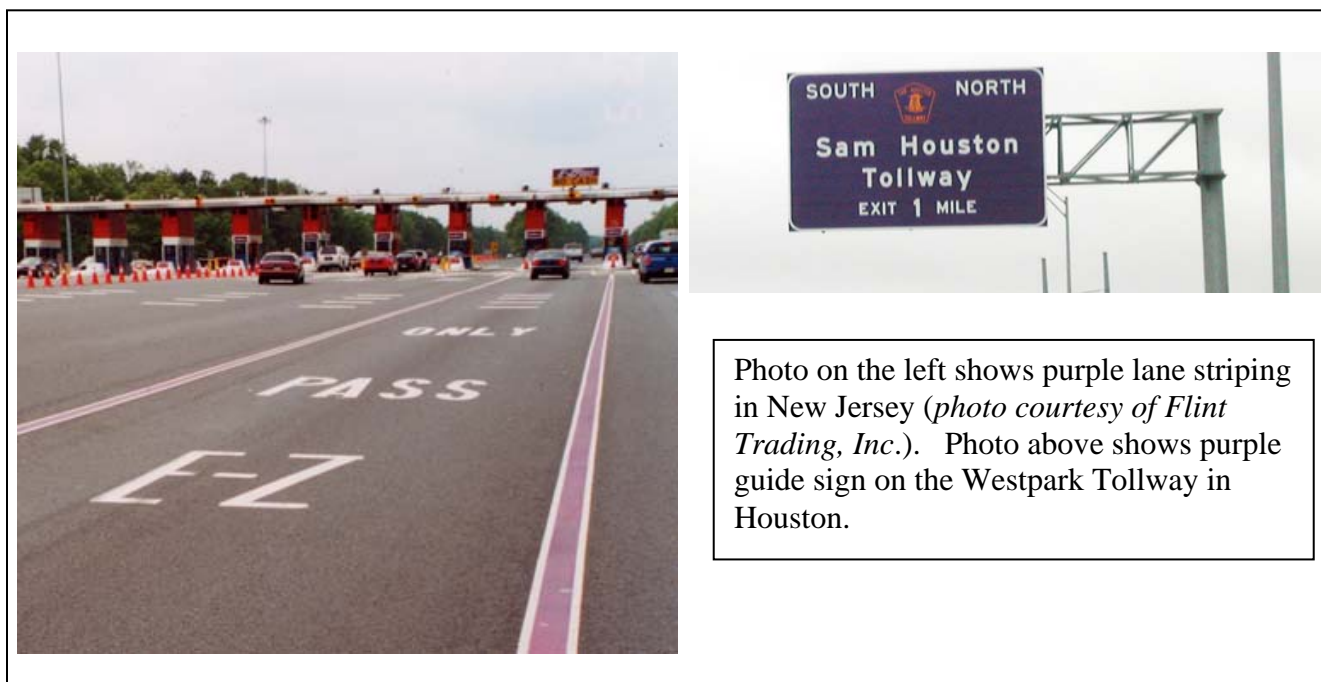 ONLY
PASS
E-Z
SOUTH NORTH
Sam Houston
Tollway
EXIT 1 MILE
Photo on the left shows purple lane striping
in New Jersey (photo courtesy of Flint
Trading, Inc.).   Photo above shows purple
guide sign on the Westpark Tollway in
Houston.